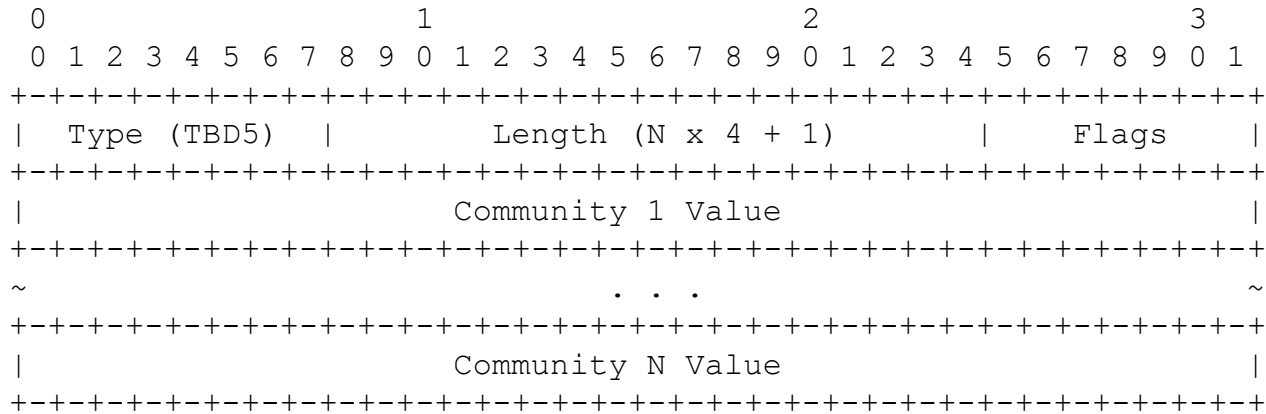 0                   1                   2                   3
 0 1 2 3 4 5 6 7 8 9 0 1 2 3 4 5 6 7 8 9 0 1 2 3 4 5 6 7 8 9 0 1
+-+-+-+-+-+-+-+-+-+-+-+-+-+-+-+-+-+-+-+-+-+-+-+-+-+-+-+-+-+-+-+-+
|  Type (TBD5)  |        Length (N x 4 + 1)       |    Flags    |
+-+-+-+-+-+-+-+-+-+-+-+-+-+-+-+-+-+-+-+-+-+-+-+-+-+-+-+-+-+-+-+-+
|                      Community 1 Value                        |
+-+-+-+-+-+-+-+-+-+-+-+-+-+-+-+-+-+-+-+-+-+-+-+-+-+-+-+-+-+-+-+-+
~                              . . .                            ~
+-+-+-+-+-+-+-+-+-+-+-+-+-+-+-+-+-+-+-+-+-+-+-+-+-+-+-+-+-+-+-+-+
|                      Community N Value                        |
+-+-+-+-+-+-+-+-+-+-+-+-+-+-+-+-+-+-+-+-+-+-+-+-+-+-+-+-+-+-+-+-+